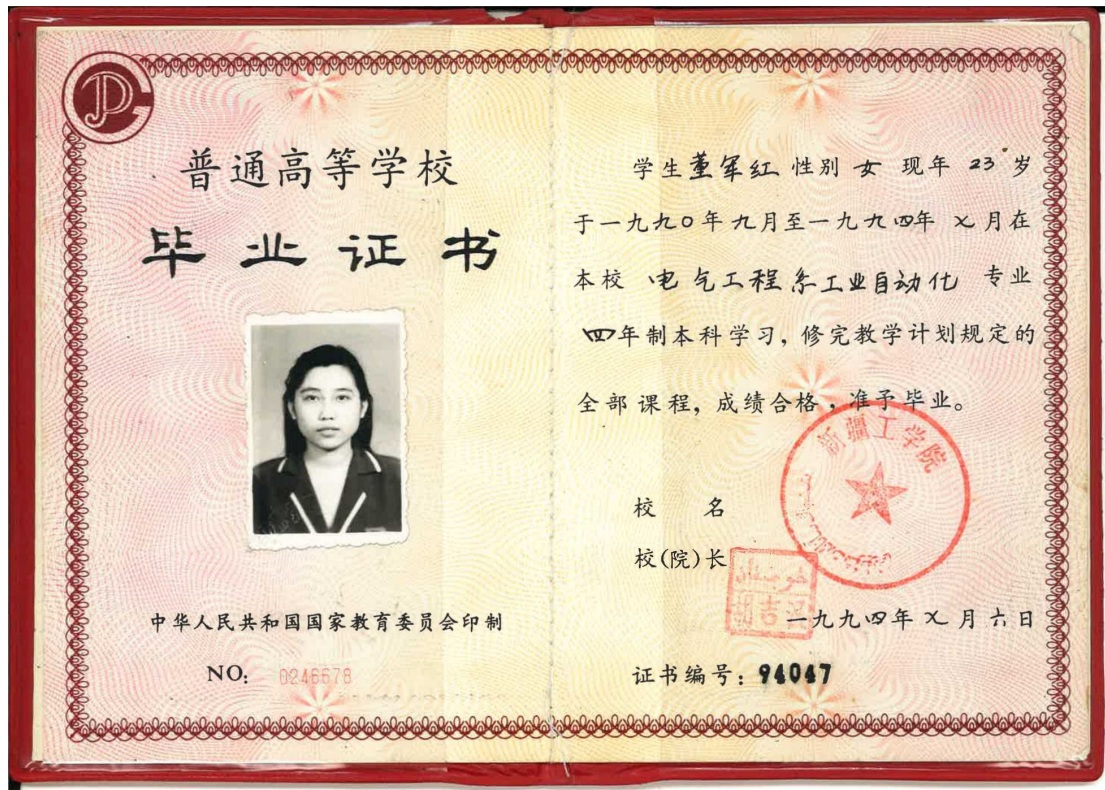 普通高等学校
毕业证书
中华人民共和国国家教育委员会印制
NO: 0246678
学生董军红性别 女 现年 23 岁
于一九九〇年九月至一九九四年 七月在
本校 电气工程系工业自动化 专业
四年制本科学习，修完教学计划规定的
全部课程，成绩合格，准予毕业。
新疆工学院
校 名
校(院)长
一九九四年七月六日
证书编号：94047